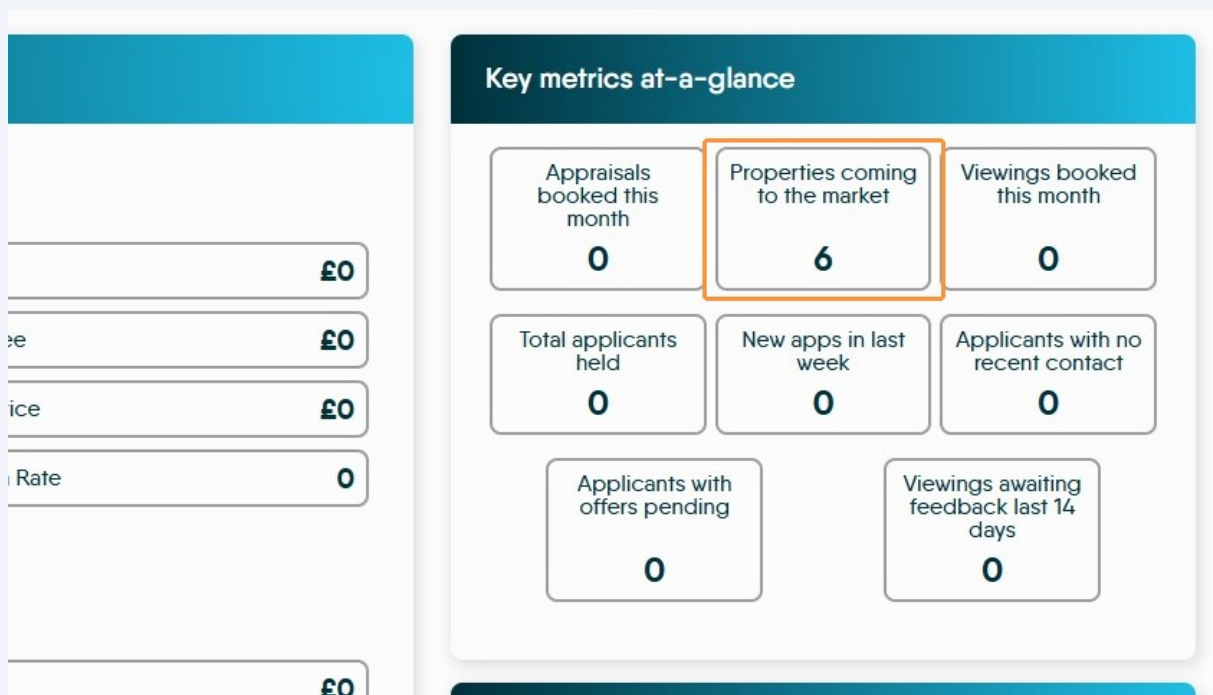 Key metrics at-a-glance
Appraisals
booked this
month
0
Properties coming
to the market
6
Viewings booked
this month
0
£0
£0
£0
Rate
0
Total applicants
held
0
New apps in last
week
0
Applicants with no
recent contact
0
Applicants with
offers pending
0
Viewings awaiting
feedback last 14
days
0
£0